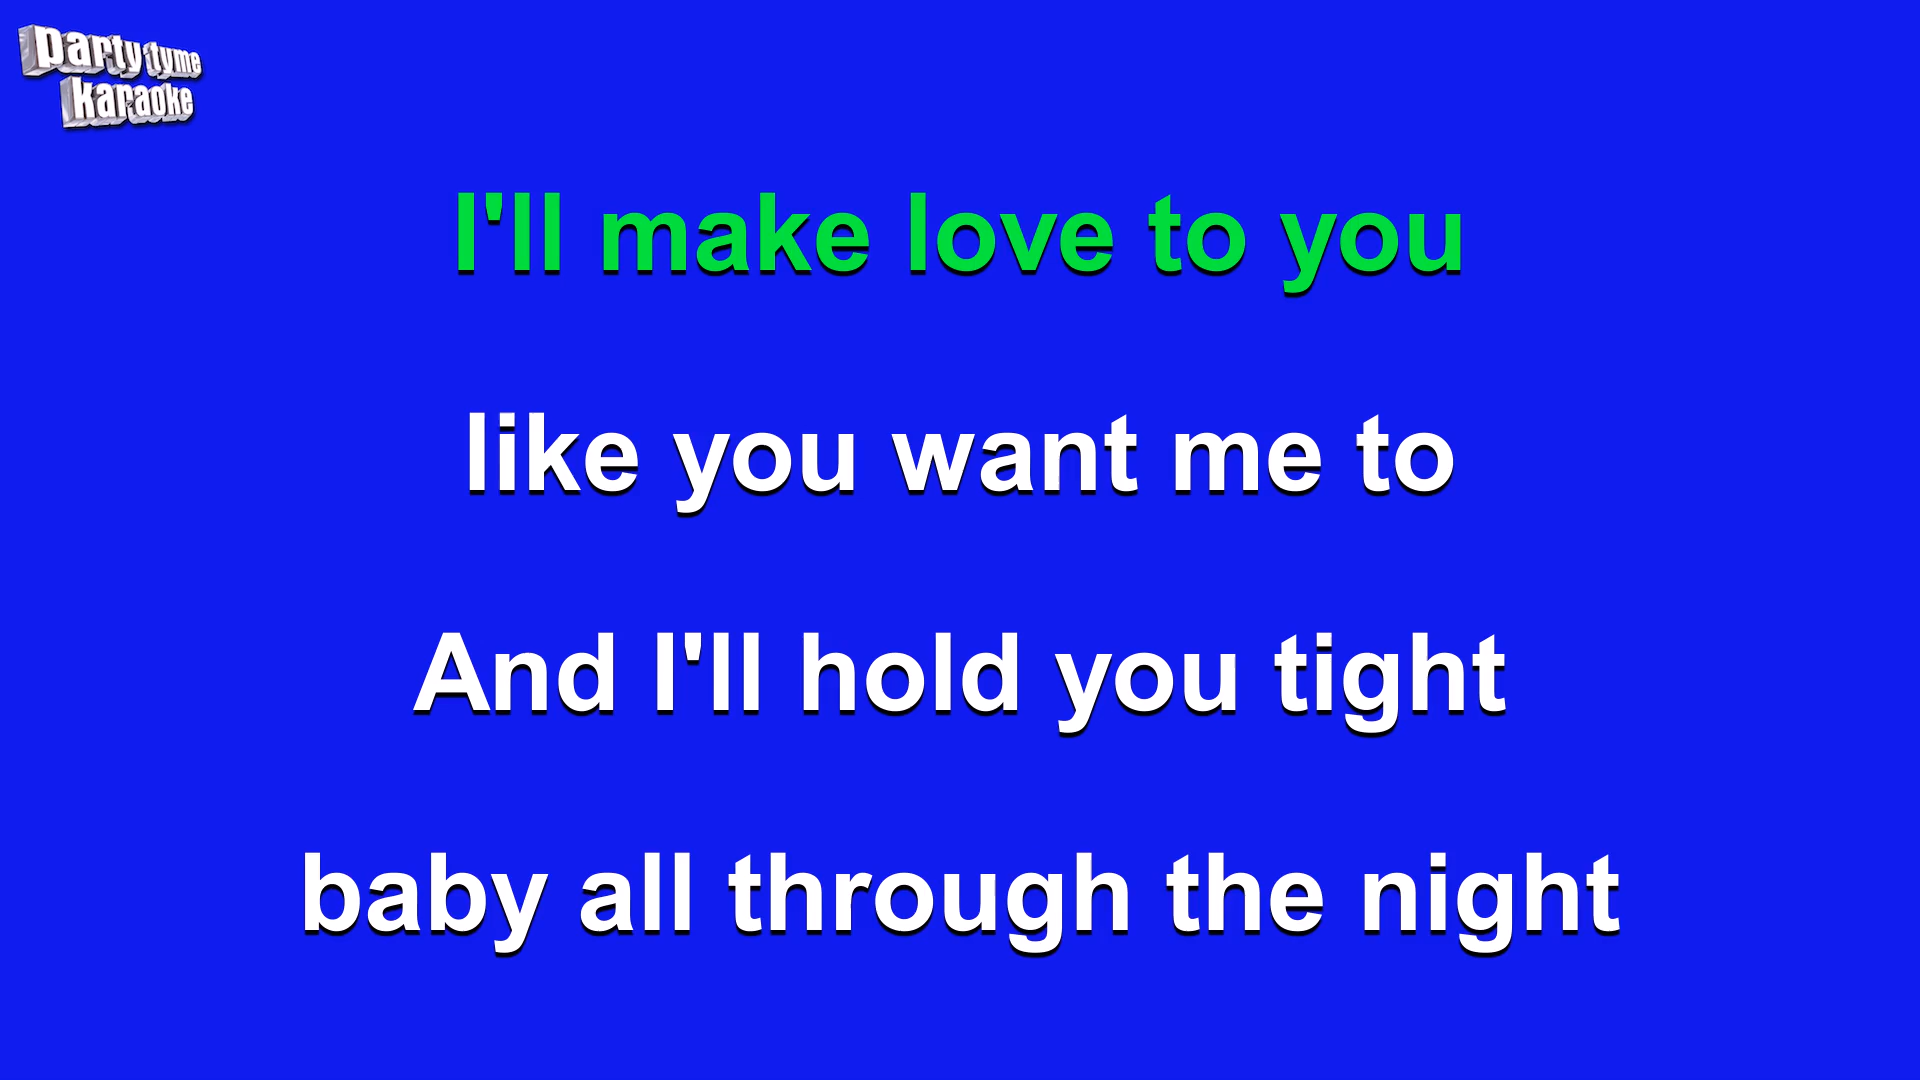 party tyme
karaoke
I'll make love to you
like you want me to
And I'll hold you tight
baby all through the night